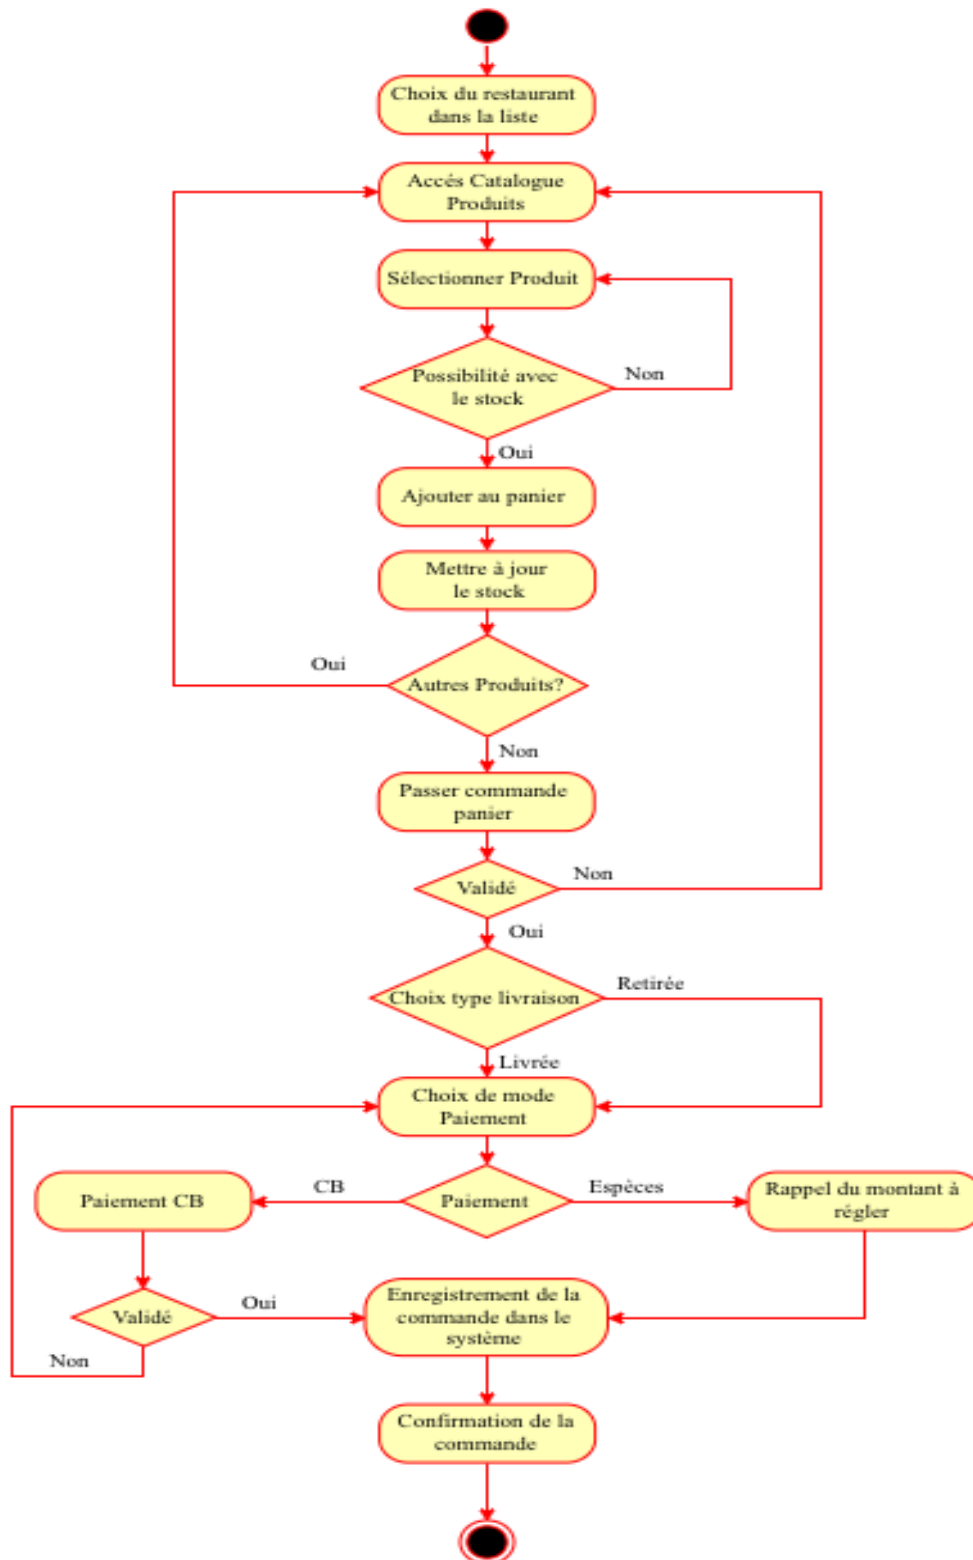 Choix du restaurant
dans la liste
Accés Catalogue
Produits
Sélectionner Produit
Possibilité avec
le stock
Non
Oui
Ajouter au panier
Mettre à jour
le stock
Oui
Autres Produits?
Non
Passer commande
panier
Validé
Non
Oui
Choix type livraison
Retirée
Livrée
Choix de mode
Paiement
Paiement CB
CB
Paiement
Espèces
Rappel du montant à
régler
Validé
Oui
Non
Enregistrement de la
commande dans le
système
Confirmation de la
commande